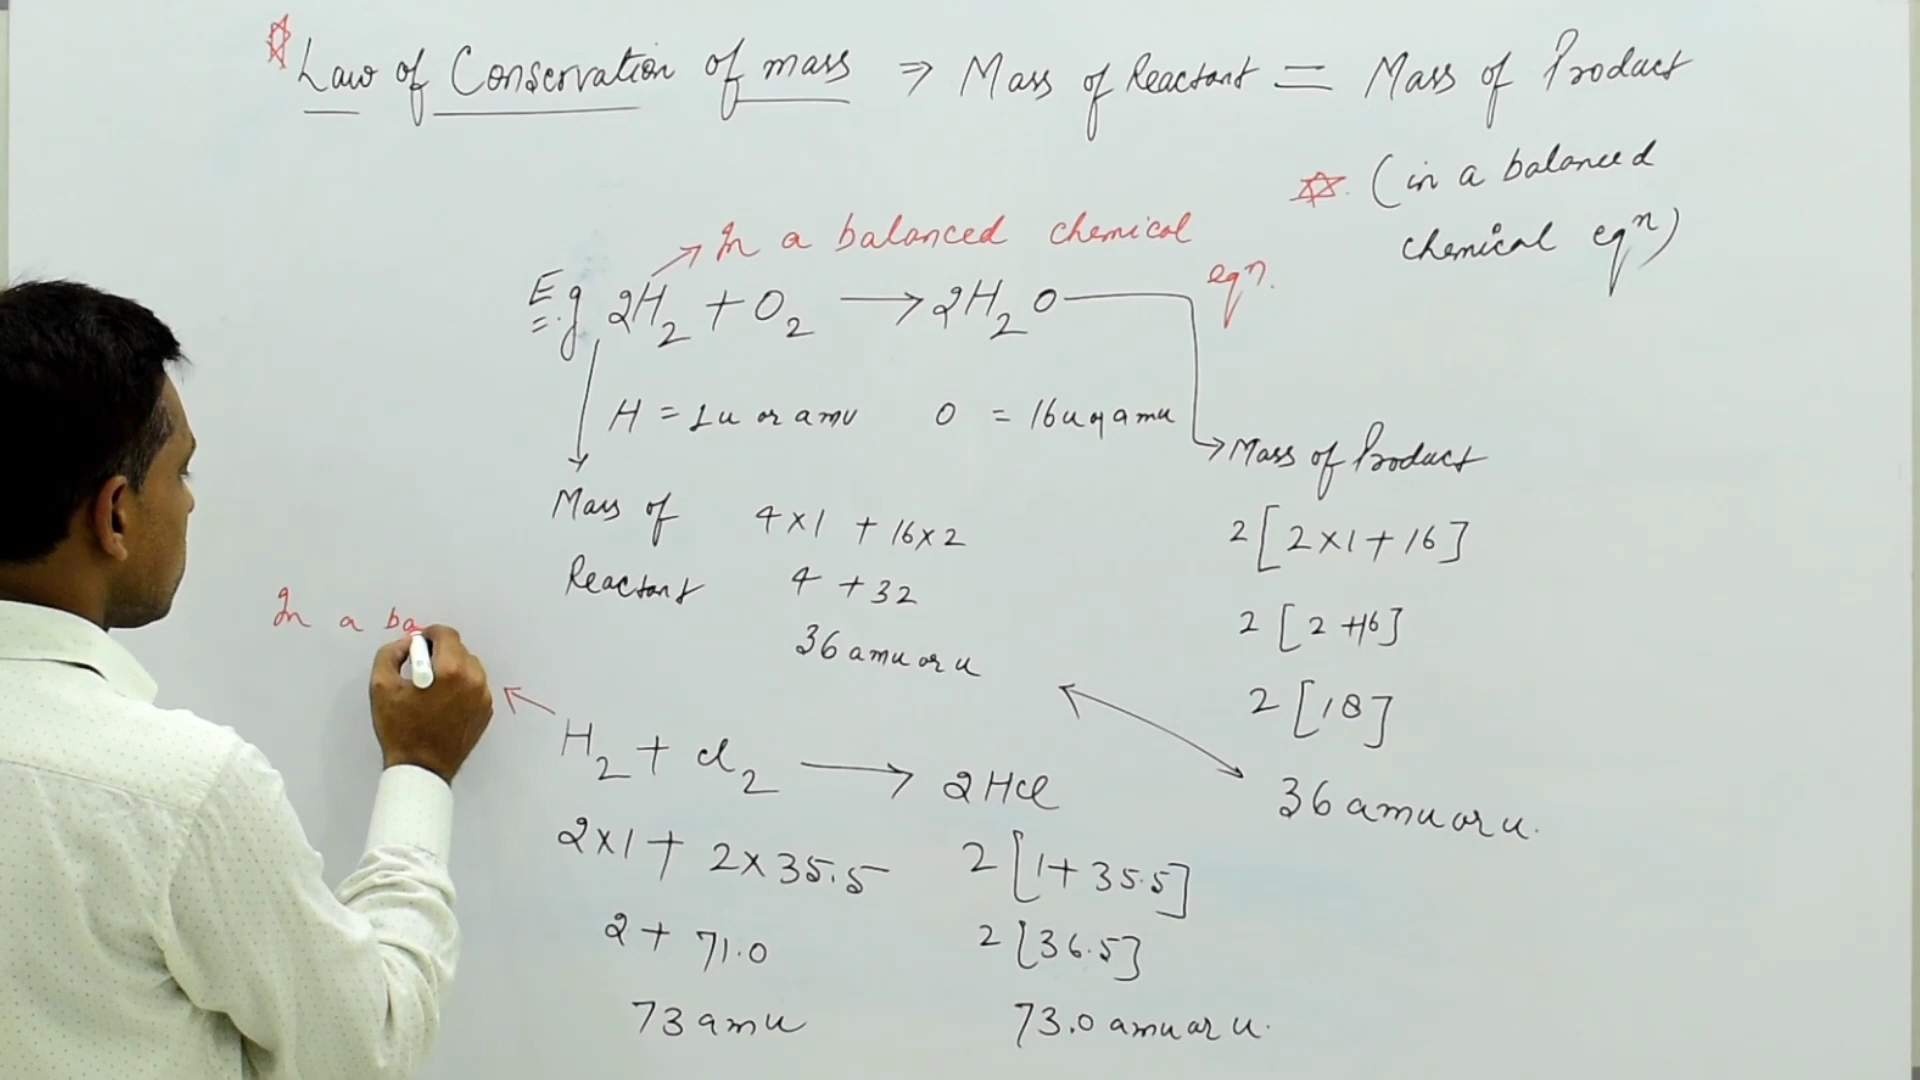 Law of Conservation of mass ⇒ Mass of Reactant = Mass of Product
(in a balanced
chemical eqn)
In a balanced chemical
eqn.
E.g 2H2 + O2 → 2H2O
H = 1u or amu O = 16u or amu
Mass of Product
Mass of 4×1 + 16×2
Reactant 4 + 32
36 amu or u
2[2×1+16]
2[2+16]
2[18]
36 amu or u.
In a ba
H2 + Cl2 → 2HCl
2×1 + 2×35.5 2[1+35.5]
2 + 71.0 2[36.5]
73 amu 73.0 amu or u.